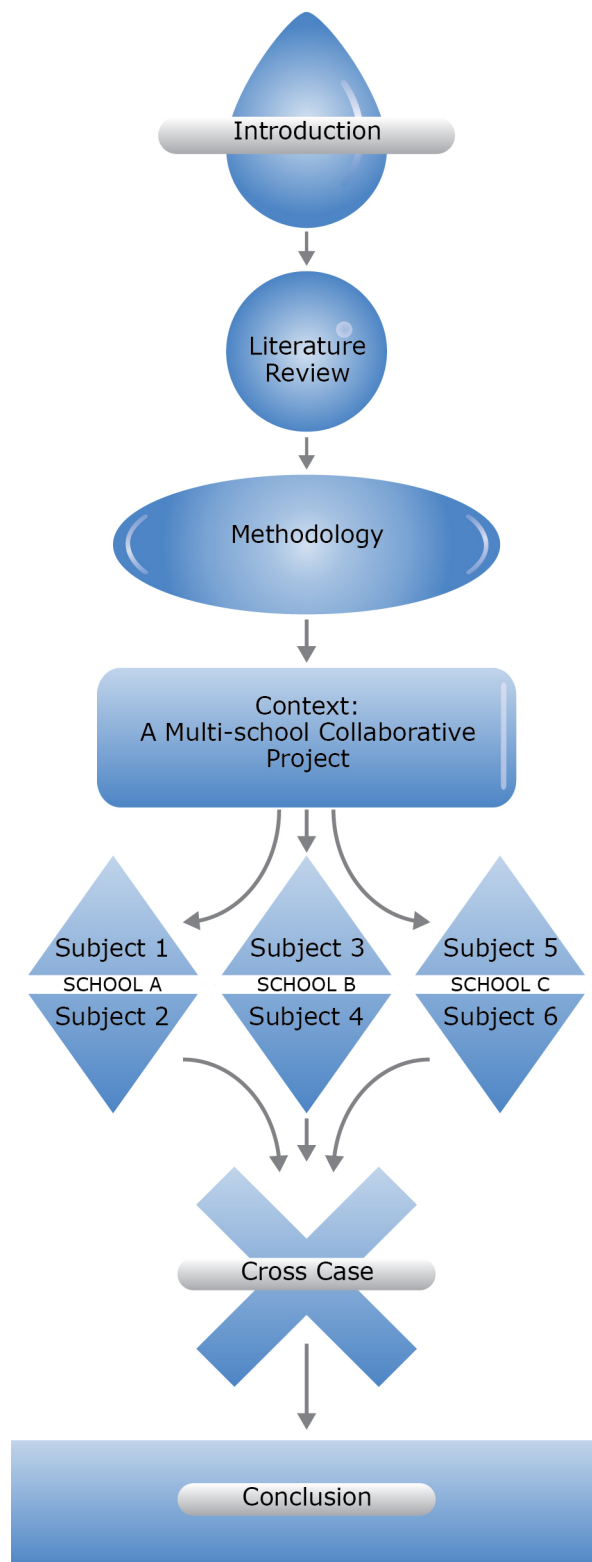 Introduction
Literature
Review
Methodology
Context:
A Multi-school Collaborative
Project
Subject 1
SCHOOL A
Subject 2
Subject 3
SCHOOL B
Subject 4
Subject 5
SCHOOL C
Subject 6
Cross Case
Conclusion